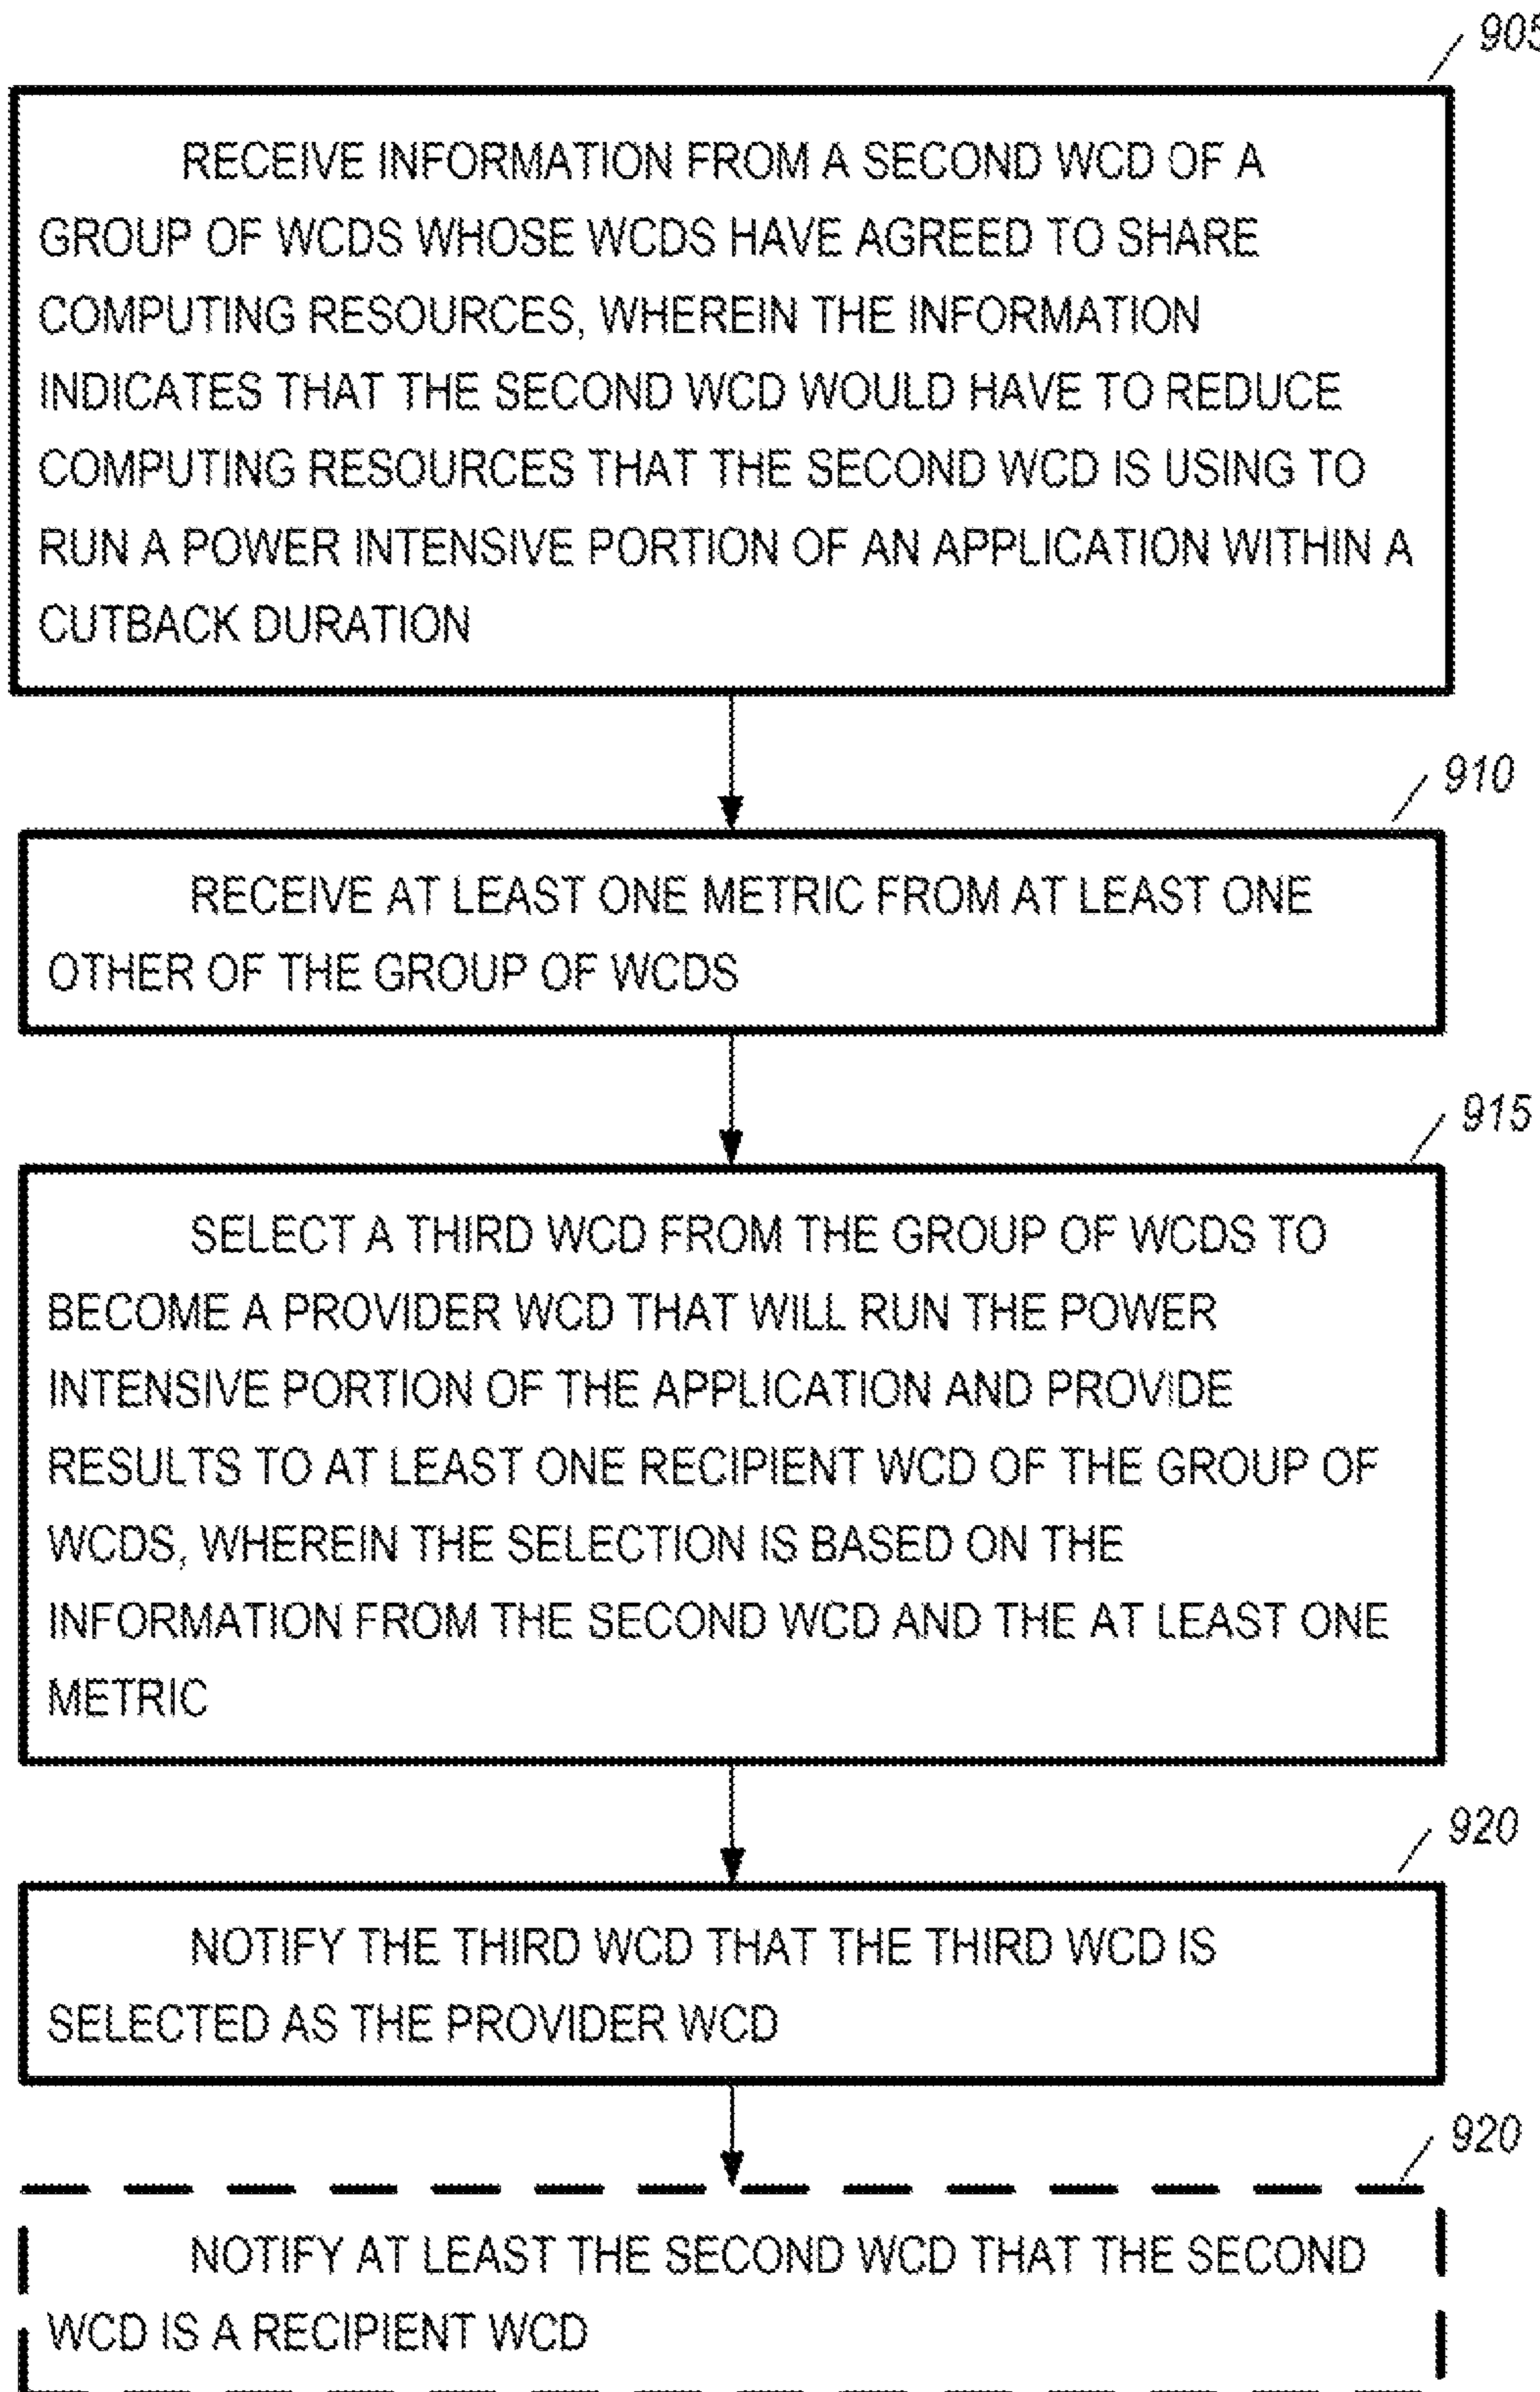 905
RECEIVE INFORMATION FROM A SECOND WCD OF A
GROUP OF WCDS WHOSE WCDS HAVE AGREED TO SHARE
COMPUTING RESOURCES, WHEREIN THE INFORMATION
INDICATES THAT THE SECOND WCD WOULD HAVE TO REDUCE
COMPUTING RESOURCES THAT THE SECOND WCD IS USING TO
RUN A POWER INTENSIVE PORTION OF AN APPLICATION WITHIN A
CUTBACK DURATION
910
RECEIVE AT LEAST ONE METRIC FROM AT LEAST ONE
OTHER OF THE GROUP OF WCDS
915
SELECT A THIRD WCD FROM THE GROUP OF WCDS TO
BECOME A PROVIDER WCD THAT WILL RUN THE POWER
INTENSIVE PORTION OF THE APPLICATION AND PROVIDE
RESULTS TO AT LEAST ONE RECIPIENT WCD OF THE GROUP OF
WCDS, WHEREIN THE SELECTION IS BASED ON THE
INFORMATION FROM THE SECOND WCD AND THE AT LEAST ONE
METRIC
920
NOTIFY THE THIRD WCD THAT THE THIRD WCD IS
SELECTED AS THE PROVIDER WCD
920
NOTIFY AT LEAST THE SECOND WCD THAT THE SECOND
WCD IS A RECIPIENT WCD